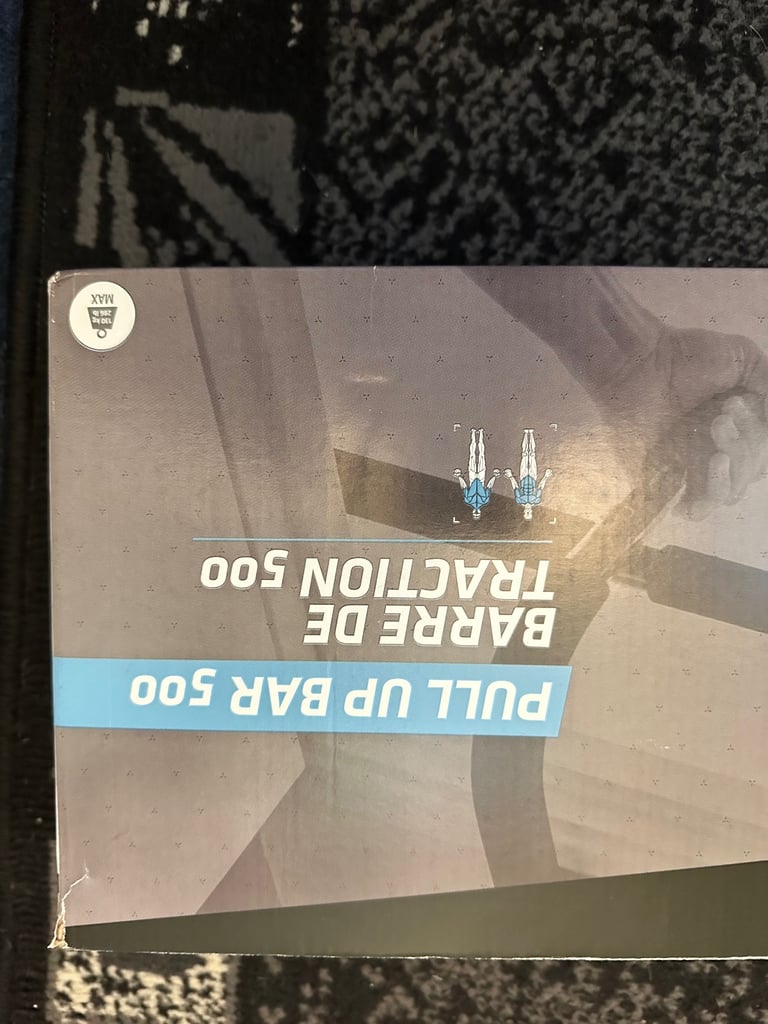 PULL UP BAR 500
BARRE DE
TRACTION 500
130 kg
286 lb
MAX